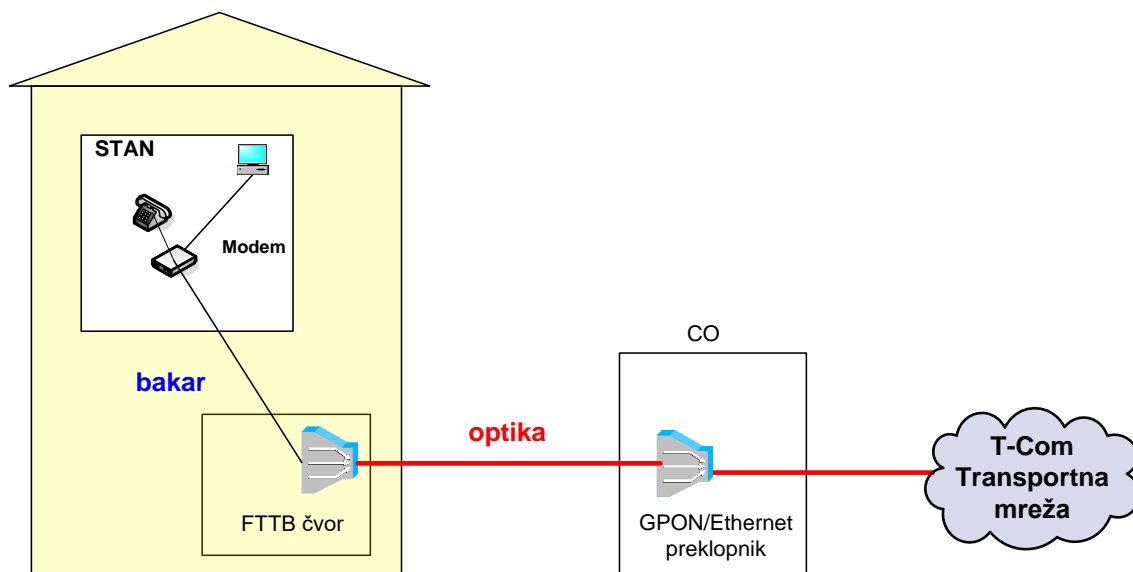 STAN
Modem
bakar
FTTB čvor
optika
CO
GPON/Ethernet
preklopnik
T-Com
Transportna
mreža